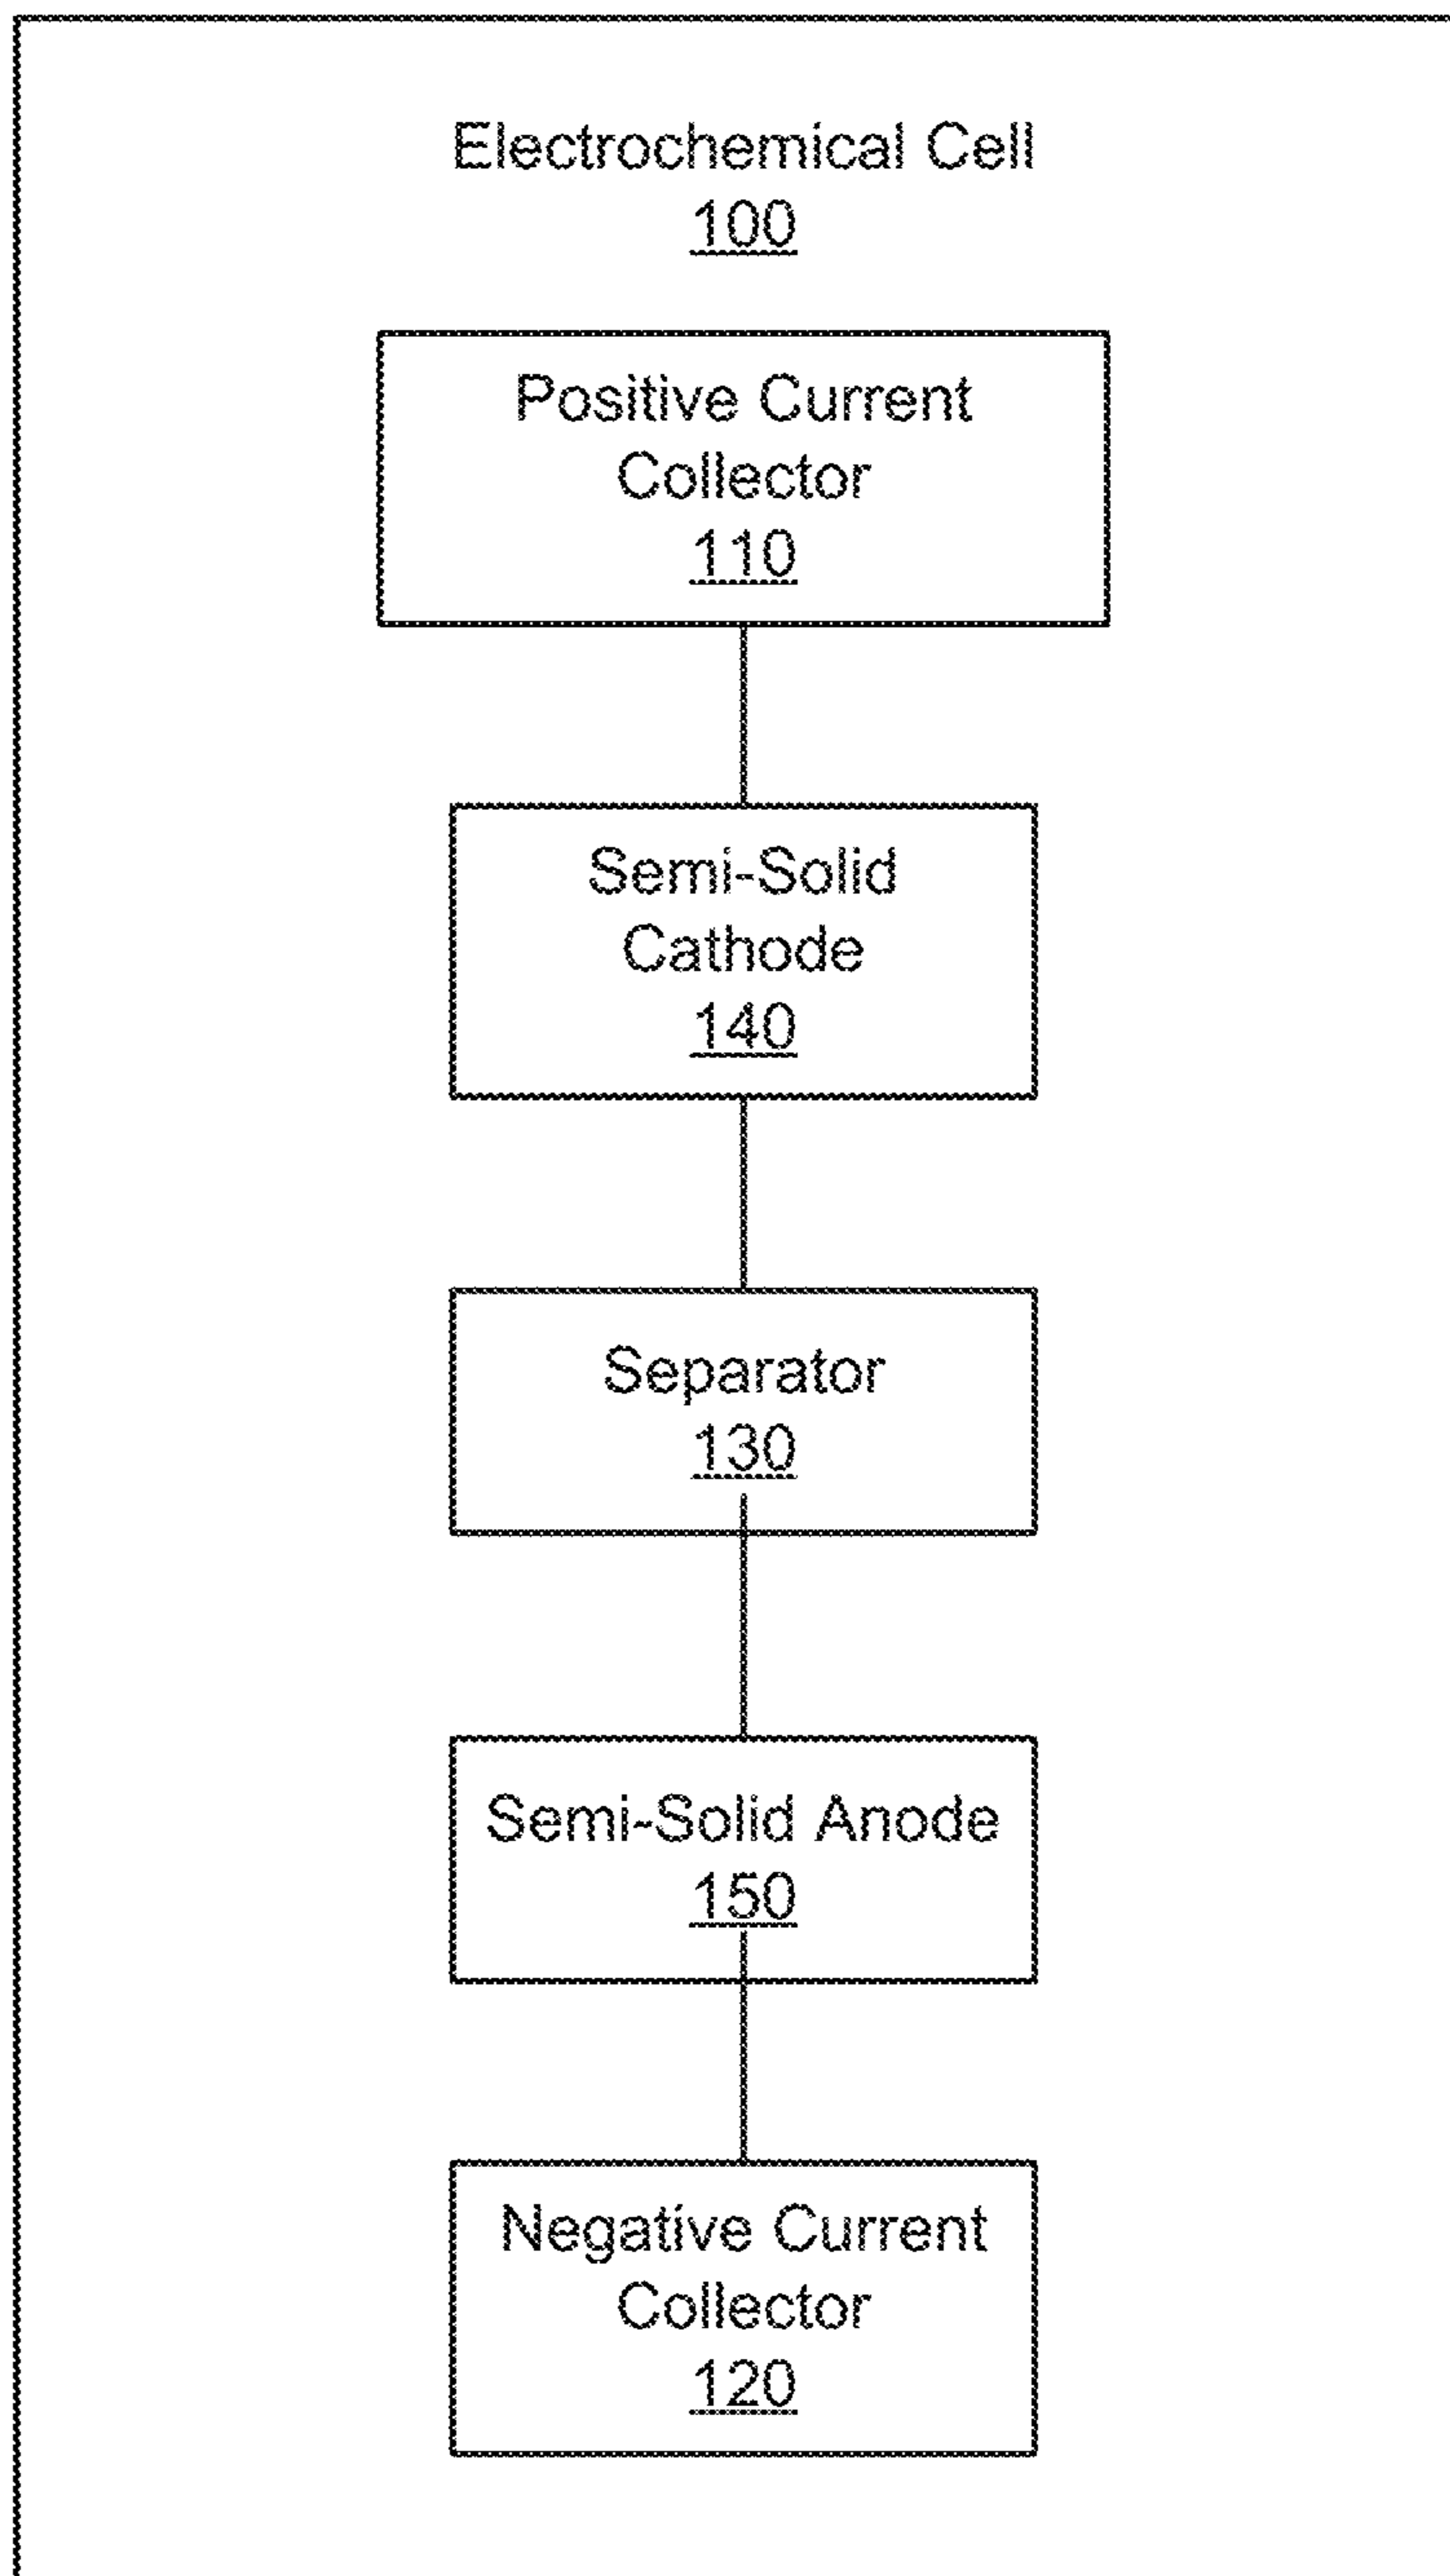 Electrochemical Cell
100
Positive Current
Collector
110
Semi-Solid
Cathode
140
Separator
130
Semi-Solid Anode
150
Negative Current
Collector
120